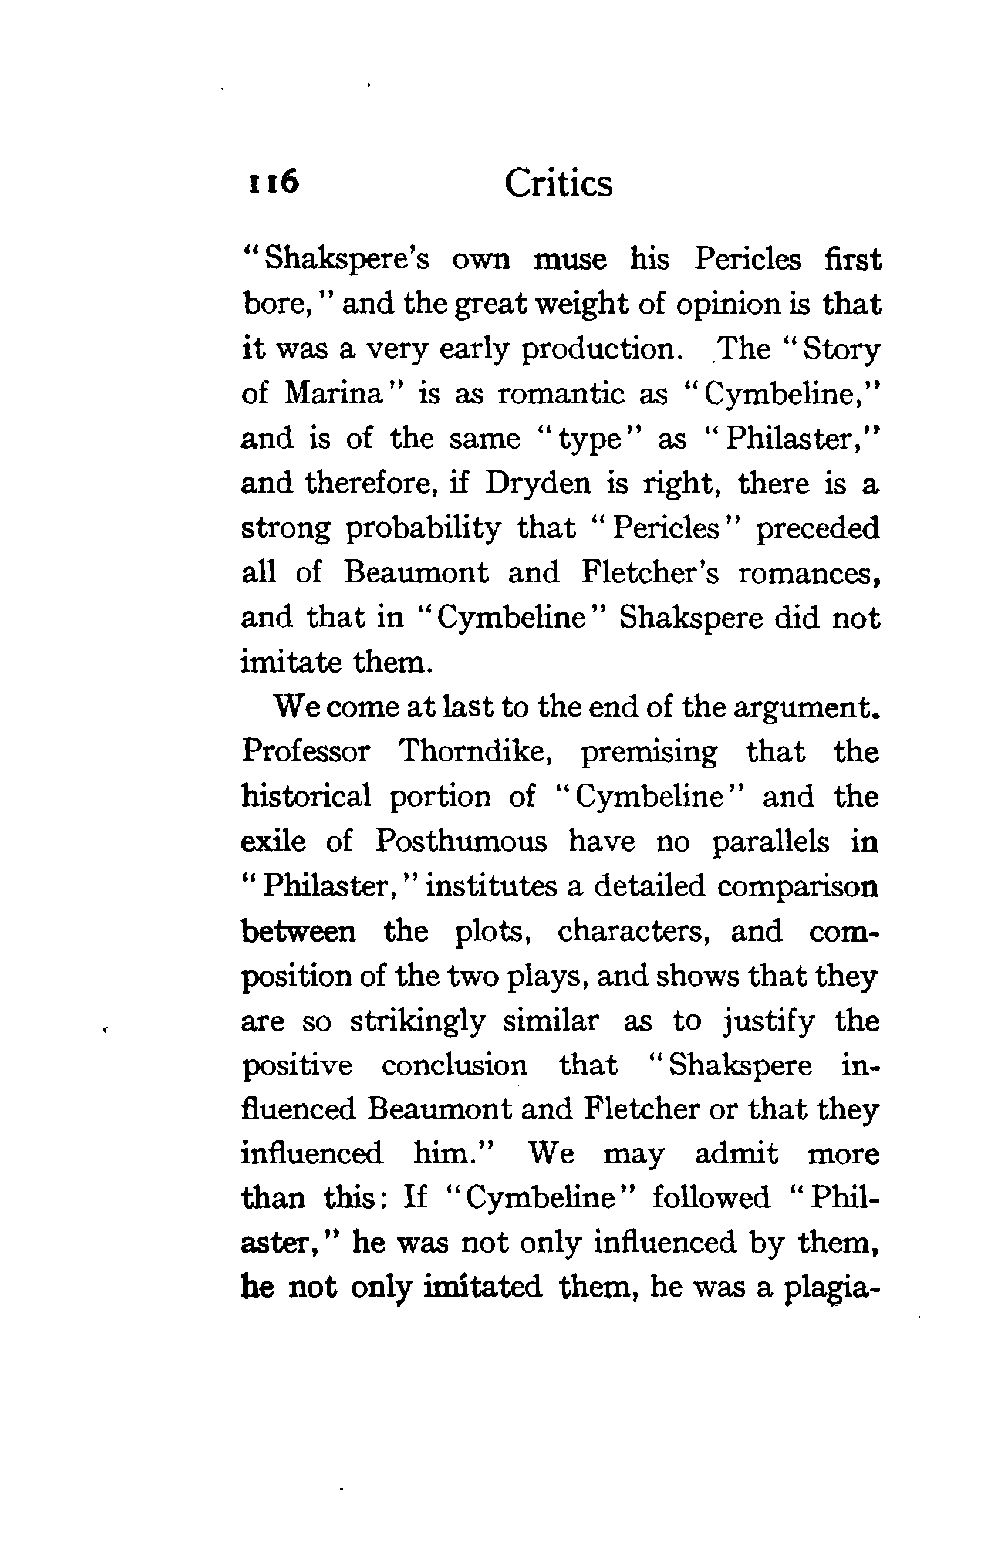 116 Critics
"Shakspere's own muse his Pericles first
bore," and the great weight of opinion is that
it was a very early production. The "Story
of Marina" is as romantic as "Cymbeline,"
and is of the same "type" as "Philaster,"
and therefore, if Dryden is right, there is a
strong probability that "Pericles" preceded
all of Beaumont and Fletcher's romances,
and that in "Cymbeline" Shakspere did not
imitate them.
We come at last to the end of the argument.
Professor Thorndike, premising that the
historical portion of "Cymbeline" and the
exile of Posthumous have no parallels in
"Philaster," institutes a detailed comparison
between the plots, characters, and com-
position of the two plays, and shows that they
are so strikingly similar as to justify the
positive conclusion that "Shakspere in-
fluenced Beaumont and Fletcher or that they
influenced him." We may admit more
than this: If "Cymbeline" followed "Phil-
aster," he was not only influenced by them,
he not only imitated them, he was a plagia-